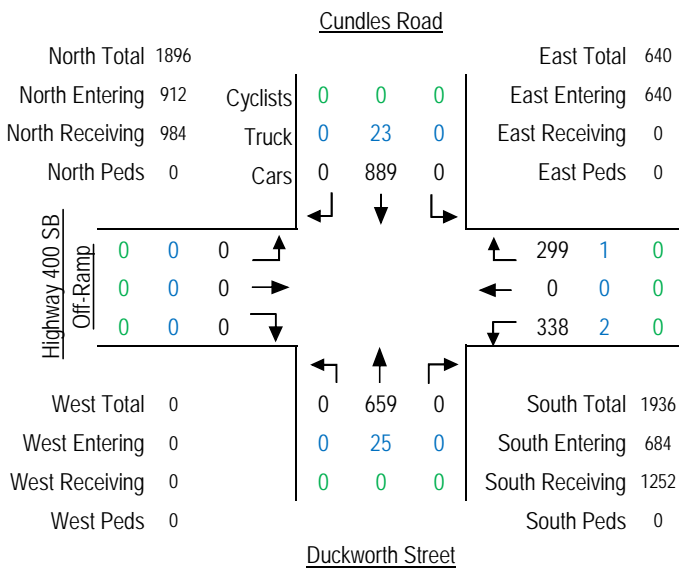 Cundles Road
North Total 1896
East Total 640
North Entering 912
Cyclists 0 0 0
East Entering 640
North Receiving 984
Truck 0 23 0
East Receiving 0
North Peds 0
Cars 0 889 0
East Peds 0
Highway 400 SB
Off-Ramp
0 0 0
299 1 0
0 0 0
0 0 0
0 0 0
338 2 0
West Total 0
0 659 0
South Total 1936
West Entering 0
0 25 0
South Entering 684
West Receiving 0
0 0 0
South Receiving 1252
West Peds 0
South Peds 0
Duckworth Street